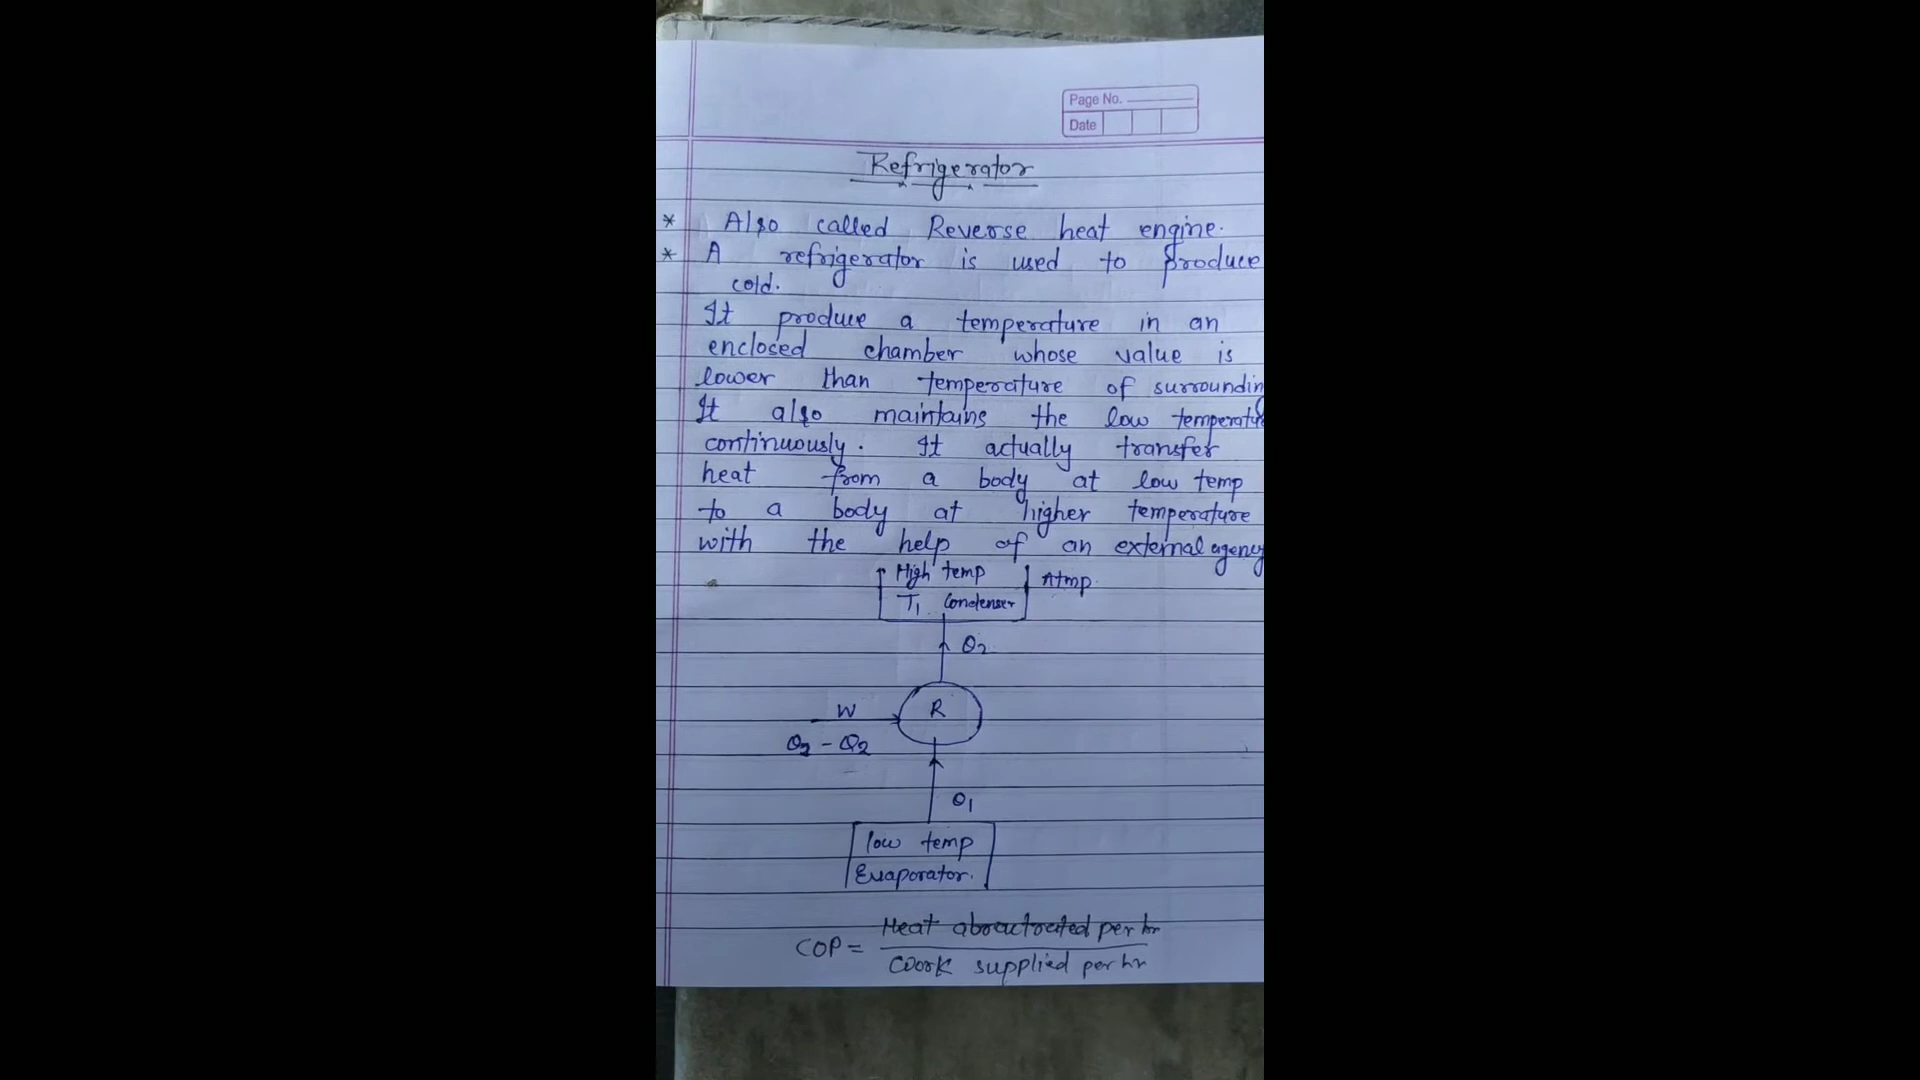 Page No.
Date
Refrigerator
* Also called Reverse heat engine.
* A refrigerator is used to produce
cold.
It produce a temperature in an
enclosed chamber whose value is
lower than temperature of surroundin
It also maintains the low temperatu
continuously. It actually transfer
heat from a body at low temp
to a body at higher temperature
with the help of an external agency
High temp Atmp.
T1 Condenser
Q2
W R
- Q2
Q1
low temp
Evaporator.
Heat per hr
COP =
Work supplied per hr